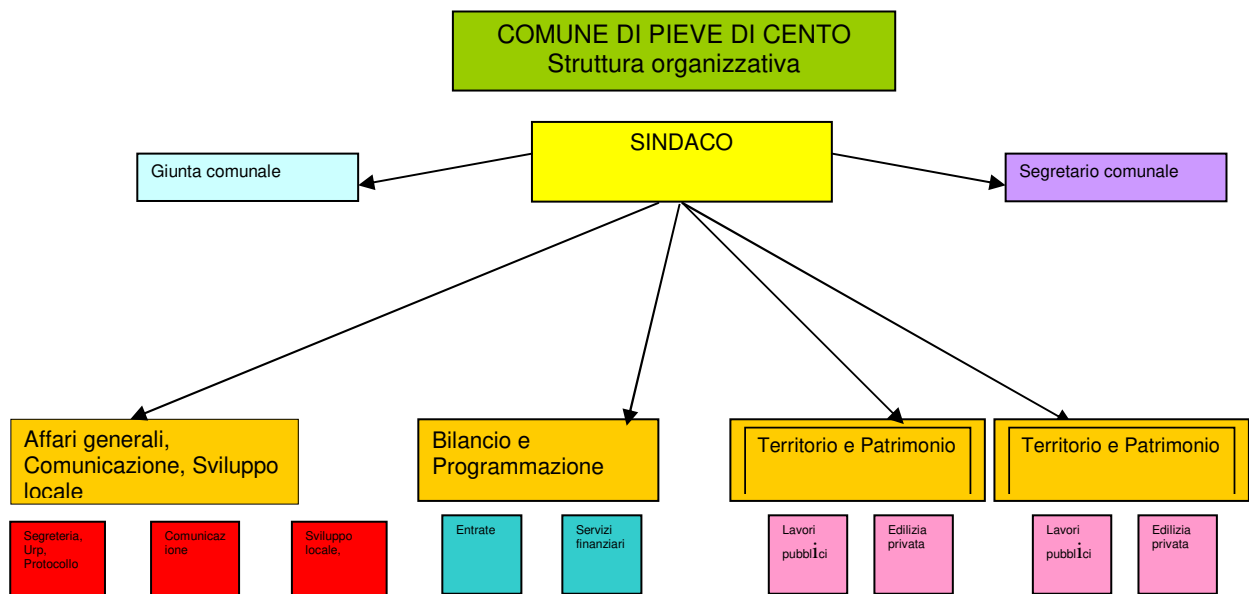 COMUNE DI PIEVE DI CENTO
Struttura organizzativa
SINDACO
Giunta comunale
Segretario comunale
Affari generali,
Comunicazione, Sviluppo
locale
Bilancio e
Programmazione
Territorio e Patrimonio
Territorio e Patrimonio
Segreteria,
Urp,
Protocollo
Comunicaz
ione
Sviluppo
locale,
Entrate
Servizi
finanziari
Lavori
pubblici
Edilizia
privata
Lavori
pubblici
Edilizia
privata